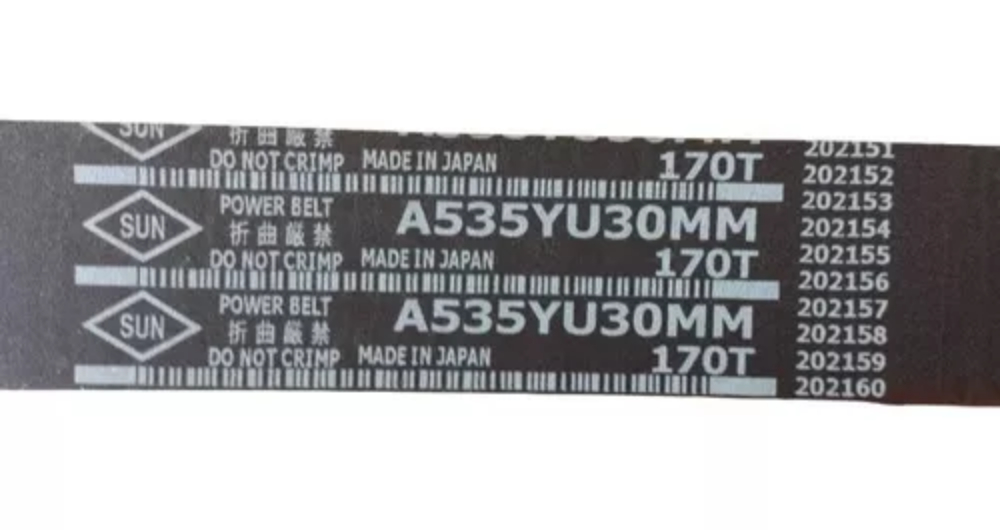 SUN 折曲厳禁 A535YU30MM 202151
DO NOT CRIMP MADE IN JAPAN 170T 202152
202153
SUN POWER BELT A535YU30MM 202154
折曲厳禁
DO NOT CRIMP MADE IN JAPAN 170T 202155
202156
SUN POWER BELT A535YU30MM 202157
折曲厳禁 202158
DO NOT CRIMP MADE IN JAPAN 170T 202159
202160